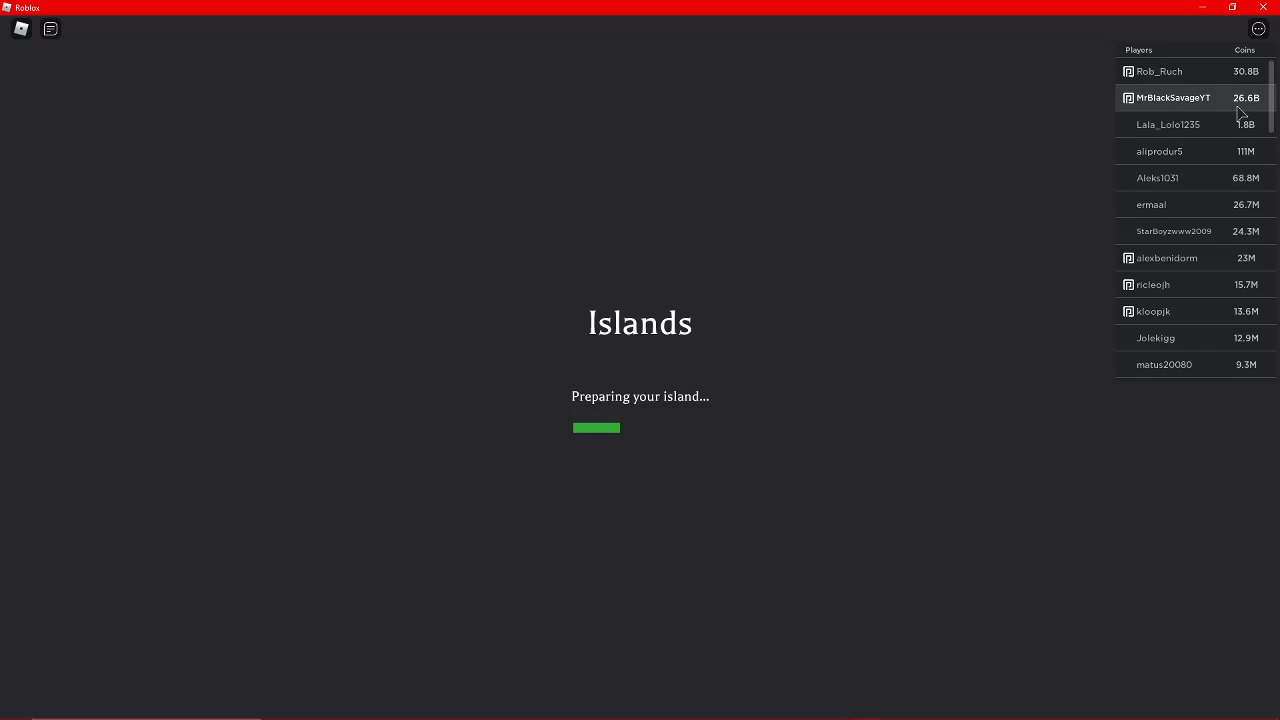 Roblox
Players Coins
Rob_Ruch 30.8B
MrBlackSavageYT 26.6B
Lala_Lolo1235 1.8B
aliprodur5 111M
Aleks1031 68.8M
ermaal 26.7M
StarBoyzwww2009 24.3M
alexbenidorm 23M
ricleojh 15.7M
kloopjk 13.6M
Jolekigg 12.9M
matus20080 9.3M
Islands
Preparing your island...